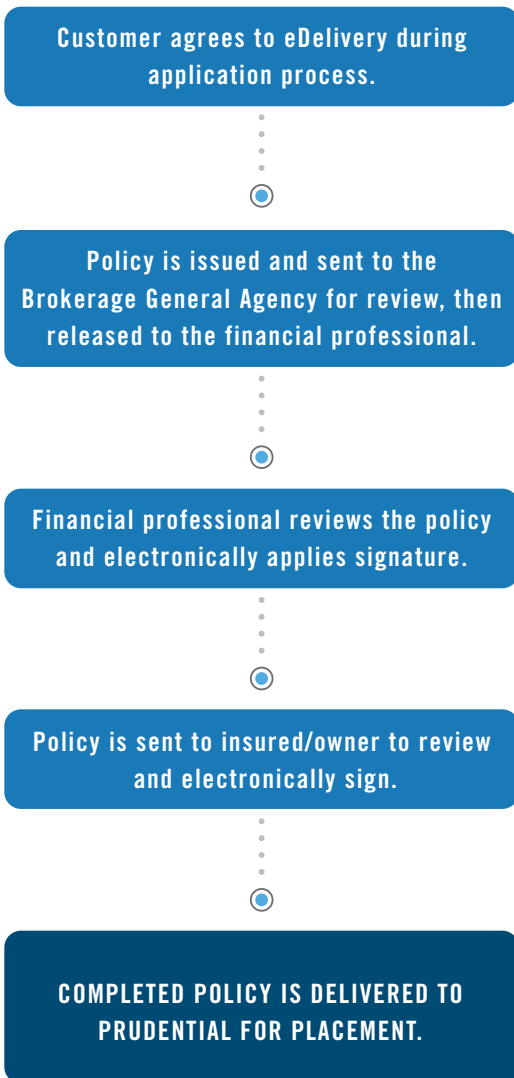 Customer agrees to eDelivery during
application process.
Policy is issued and sent to the
Brokerage General Agency for review, then
released to the financial professional.
Financial professional reviews the policy
and electronically applies signature.
Policy is sent to insured/owner to review
and electronically sign.
COMPLETED POLICY IS DELIVERED TO
PRUDENTIAL FOR PLACEMENT.